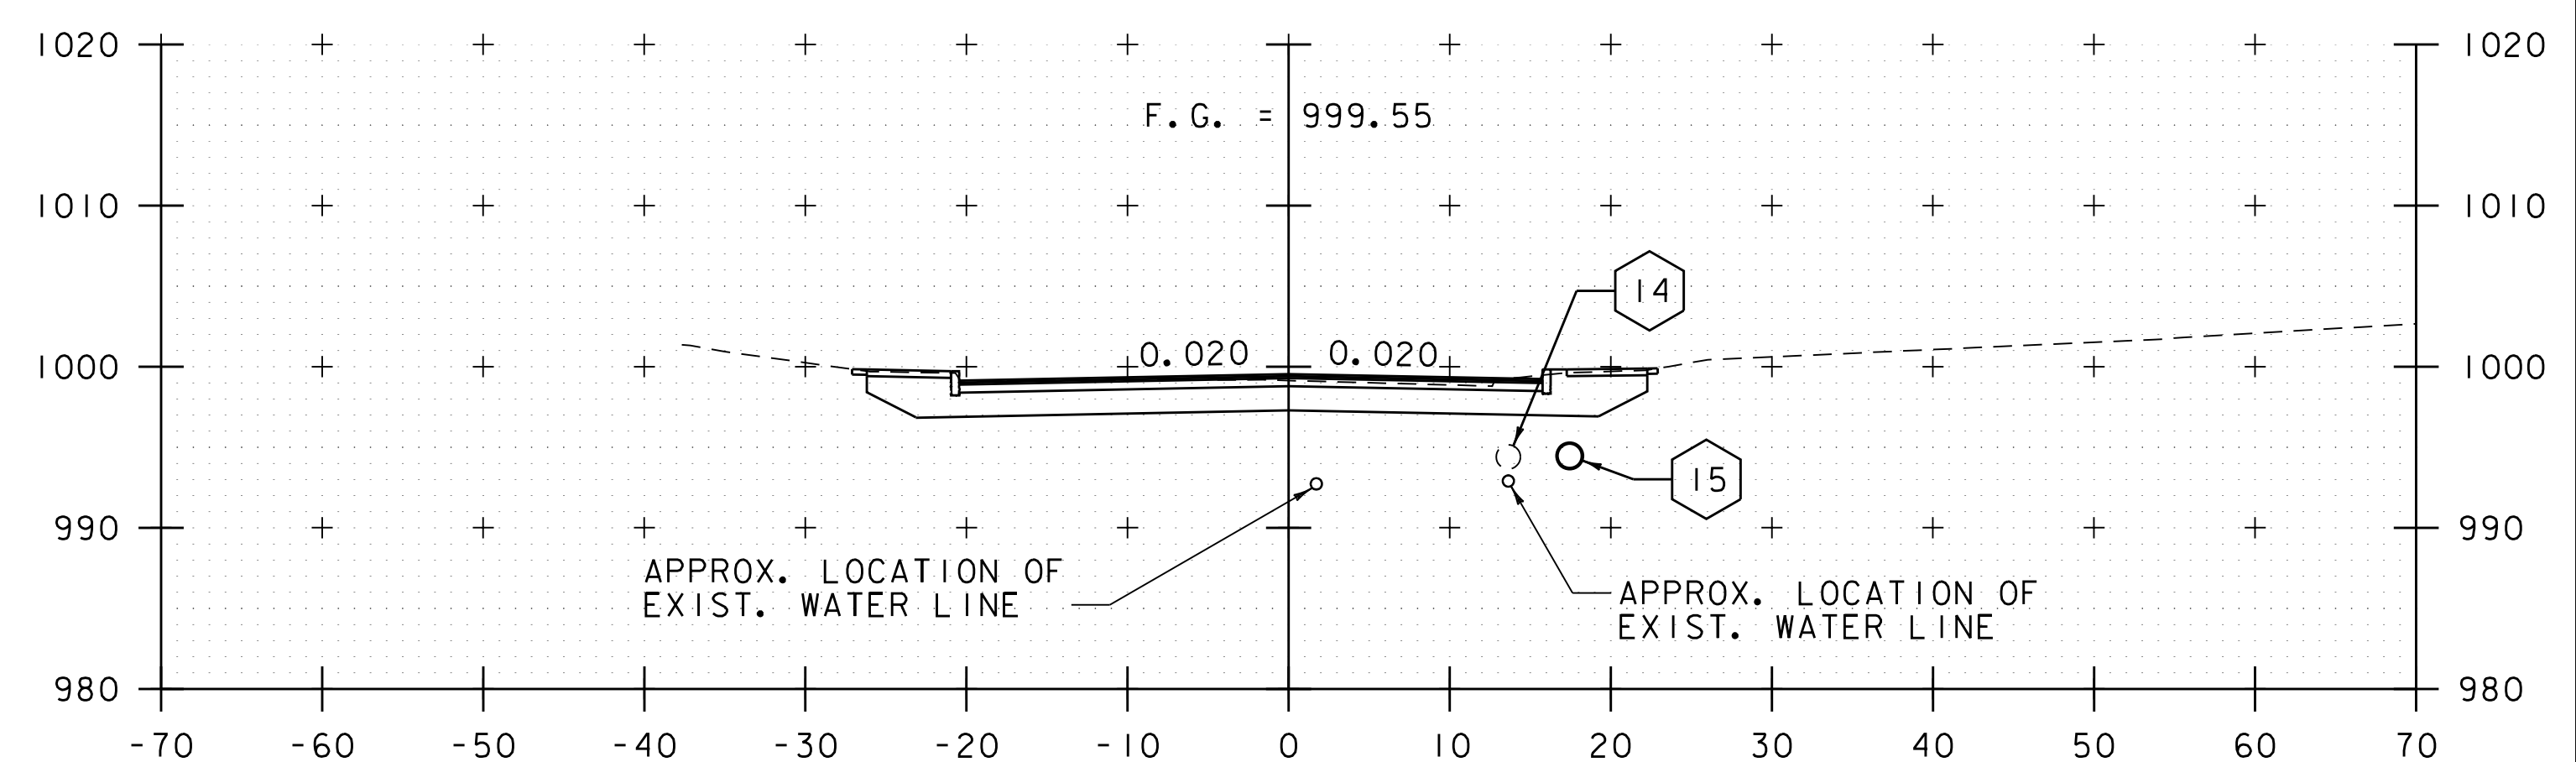 1020 1020
F.G. = 999.55
1010 1010
14
1000 0.020 0.020 1000
15
990 990
APPROX. LOCATION OF
EXIST. WATER LINE
APPROX. LOCATION OF
EXIST. WATER LINE
980 980
-70 -60 -50 -40 -30 -20 -10 0 10 20 30 40 50 60 70